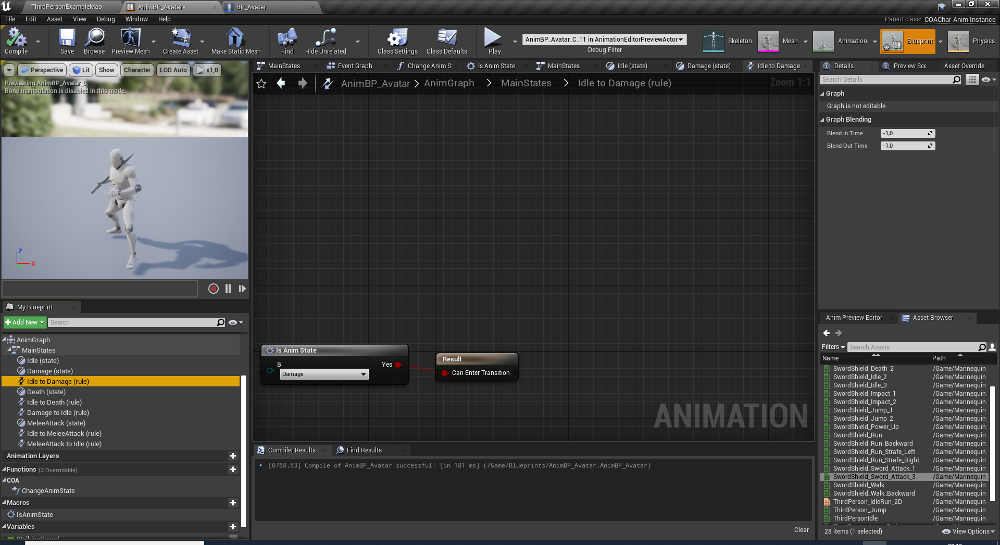 ThirdPersonExampleMap
AnimBP_Avatar*
BP_Avatar
File Edit Asset View Debug Window Help
Parent class: COAChar Anim Instance
Compile
Save
Browse
Preview Mesh
Create Asset
Make Static Mesh
Find
Hide Unrelated
Class Settings
Class Defaults
Play
AnimBP_Avatar_C_11 in AnimationEditorPreviewActor
Debug Filter
Skeleton
Mesh
Animation
Blueprint
Physics
Perspective
Lit
Show
Character
LOD Auto
x1,0
Previewing AnimBP_Avatar_C.
Bone manipulation is disabled in this mode.
Z
X
Y
MainStates
Event Graph
Change Anim S
Is Anim State
MainStates
Idle (state)
Damage (state)
Idle to Damage
AnimBP_Avatar > AnimGraph > MainStates > Idle to Damage (rule)
Zoom 1:1
Is Anim State
B
Damage
Yes
Result
Can Enter Transition
ANIMATION
Details
Preview Sce
Asset Override
Search Details
Graph
Graph is not editable.
Graph Blending
Blend in Time -1,0
Blend Out Time -1,0
My Blueprint
Add New
Search
AnimGraph
MainStates
Idle (state)
Damage (state)
Idle to Damage (rule)
Death (state)
Idle to Death (rule)
Damage to Idle (rule)
MeleeAttack (state)
Idle to MeleeAttack (rule)
MeleeAttack to Idle (rule)
Animation Layers
Functions (3 Overridable)
COA
ChangeAnimState
Macros
IsAnimState
Variables
WalkingSpeed
Compiler Results
Find Results
[0768,63] Compile of AnimBP_Avatar successful! [in 181 ms] (/Game/Blueprints/AnimBP_Avatar.AnimBP_Avatar)
Clear
Anim Preview Editor
Asset Browser
Filters
Search Assets
Name Path
SwordShield_Death_2 /Game/Mannequin
SwordShield_Idle_2 /Game/Mannequin
SwordShield_Idle_3 /Game/Mannequin
SwordShield_Impact_1 /Game/Mannequin
SwordShield_Impact_2 /Game/Mannequin
SwordShield_Jump_1 /Game/Mannequin
SwordShield_Jump_2 /Game/Mannequin
SwordShield_Power_Up /Game/Mannequin
SwordShield_Run /Game/Mannequin
SwordShield_Run_Backward /Game/Mannequin
SwordShield_Run_Strafe_Left /Game/Mannequin
SwordShield_Run_Strafe_Right /Game/Mannequin
SwordShield_Sword_Attack_1 /Game/Mannequin
SwordShield_Sword_Attack_3 /Game/Mannequin
SwordShield_Walk /Game/Mannequin
SwordShield_Walk_Backward /Game/Mannequin
ThirdPerson_IdleRun_2D /Game/Mannequin
ThirdPerson_Jump /Game/Mannequin
ThirdPersonIdle /Game/Mannequin
28 items (1 selected)
View Options